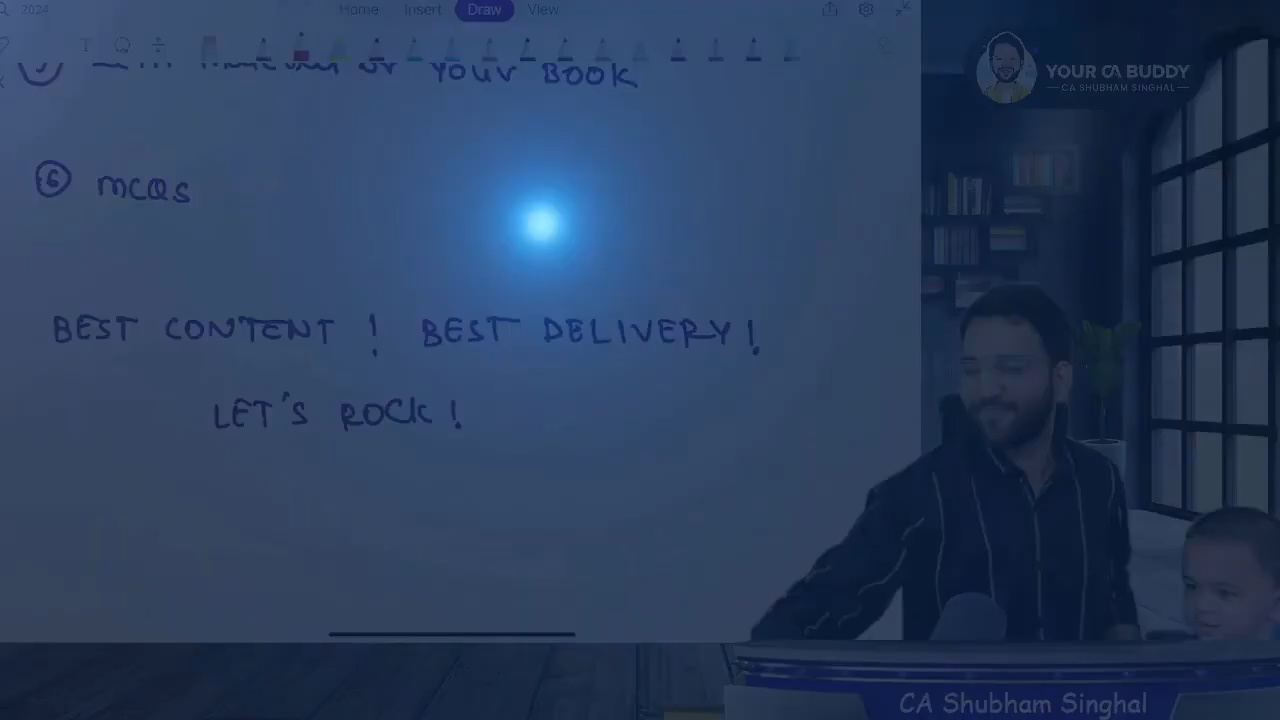 2024 Home Insert Draw View
YOUR BOOK
YOUR CA BUDDY
CA SHUBHAM SINGHAL
6 MCQS
BEST CONTENT ! BEST DELIVERY !
LET'S ROCK !
CA Shubham Singhal